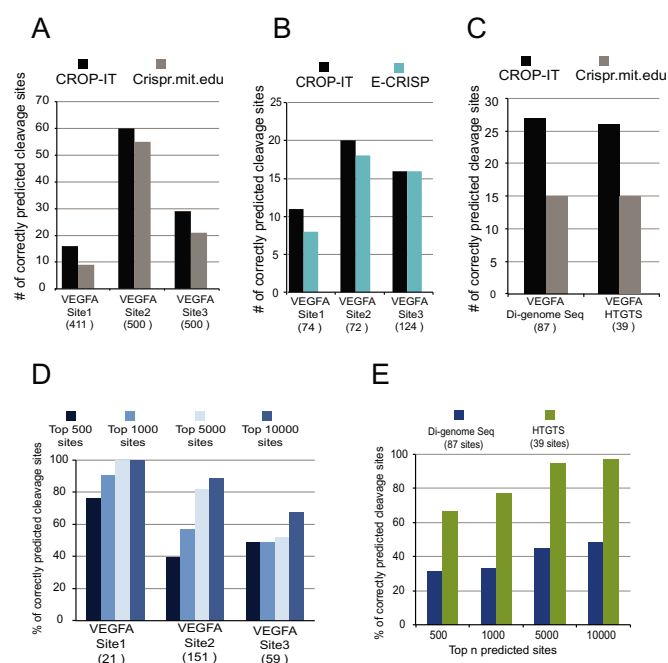 A
CROP-IT
Crispr.mit.edu
# of correctly predicted cleavage sites
70
60
50
40
30
20
10
0
VEGFA
Site1
(411)
VEGFA
Site2
(500)
VEGFA
Site3
(500)
B
CROP-IT
E-CRISP
# of correctly predicted cleavage sites
25
20
15
10
5
0
VEGFA
Site1
(74 )
VEGFA
Site2
(72 )
VEGFA
Site3
(124 )
C
CROP-IT
Crispr.mit.edu
# of correctly predicted cleavage sites
30
25
20
15
10
5
0
VEGFA
Di-genome Seq
(87 )
VEGFA
HTGTS
(39 )
D
Top 500
sites
Top 1000
sites
Top 5000
sites
Top 10000
sites
% of correctly predicted cleavage sites
100
80
60
40
20
0
VEGFA
Site1
(21 )
VEGFA
Site2
(151 )
VEGFA
Site3
(59 )
E
Di-genome Seq
(87 sites)
HTGTS
(39 sites)
% of correctly predicted cleavage sites
100
80
60
40
20
0
500
1000
5000
10000
Top n predicted sites